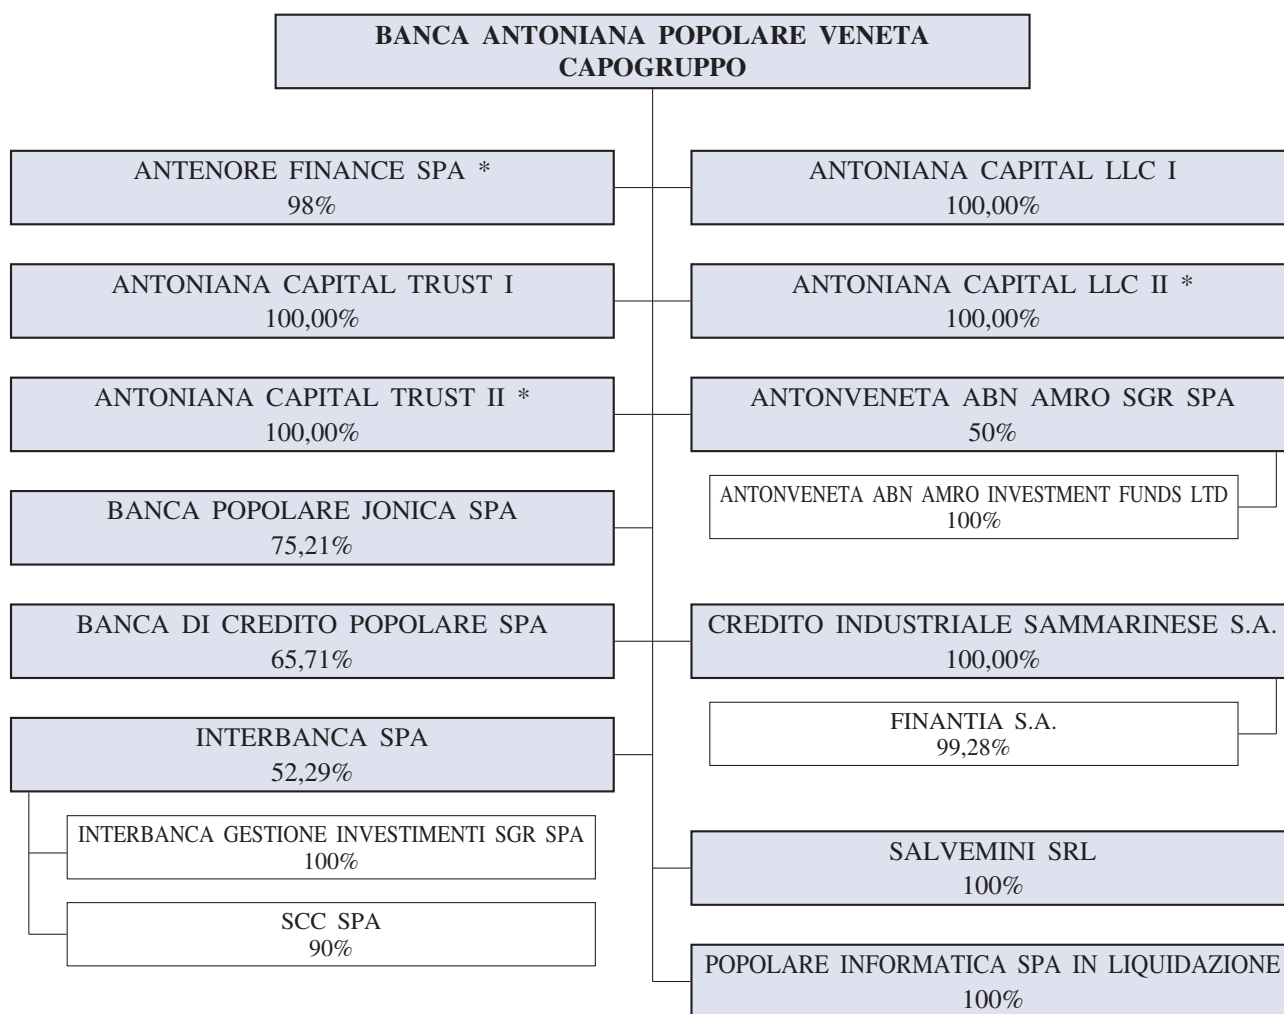 BANCA ANTONIANA POPOLARE VENETA
CAPOGRUPPO
ANTENORE FINANCE SPA *
98%
ANTONIANA CAPITAL LLC I
100,00%
ANTONIANA CAPITAL TRUST I
100,00%
ANTONIANA CAPITAL LLC II *
100,00%
ANTONIANA CAPITAL TRUST II *
100,00%
ANTONVENETA ABN AMRO SGR SPA
50%
ANTONVENETA ABN AMRO INVESTMENT FUNDS LTD
100%
BANCA POPOLARE JONICA SPA
75,21%
BANCA DI CREDITO POPOLARE SPA
65,71%
CREDITO INDUSTRIALE SAMMARINESE S.A.
100,00%
FINANTIA S.A.
99,28%
INTERBANCA SPA
52,29%
INTERBANCA GESTIONE INVESTIMENTI SGR SPA
100%
SCC SPA
90%
SALVEMINI SRL
100%
POPOLARE INFORMATICA SPA IN LIQUIDAZIONE
100%